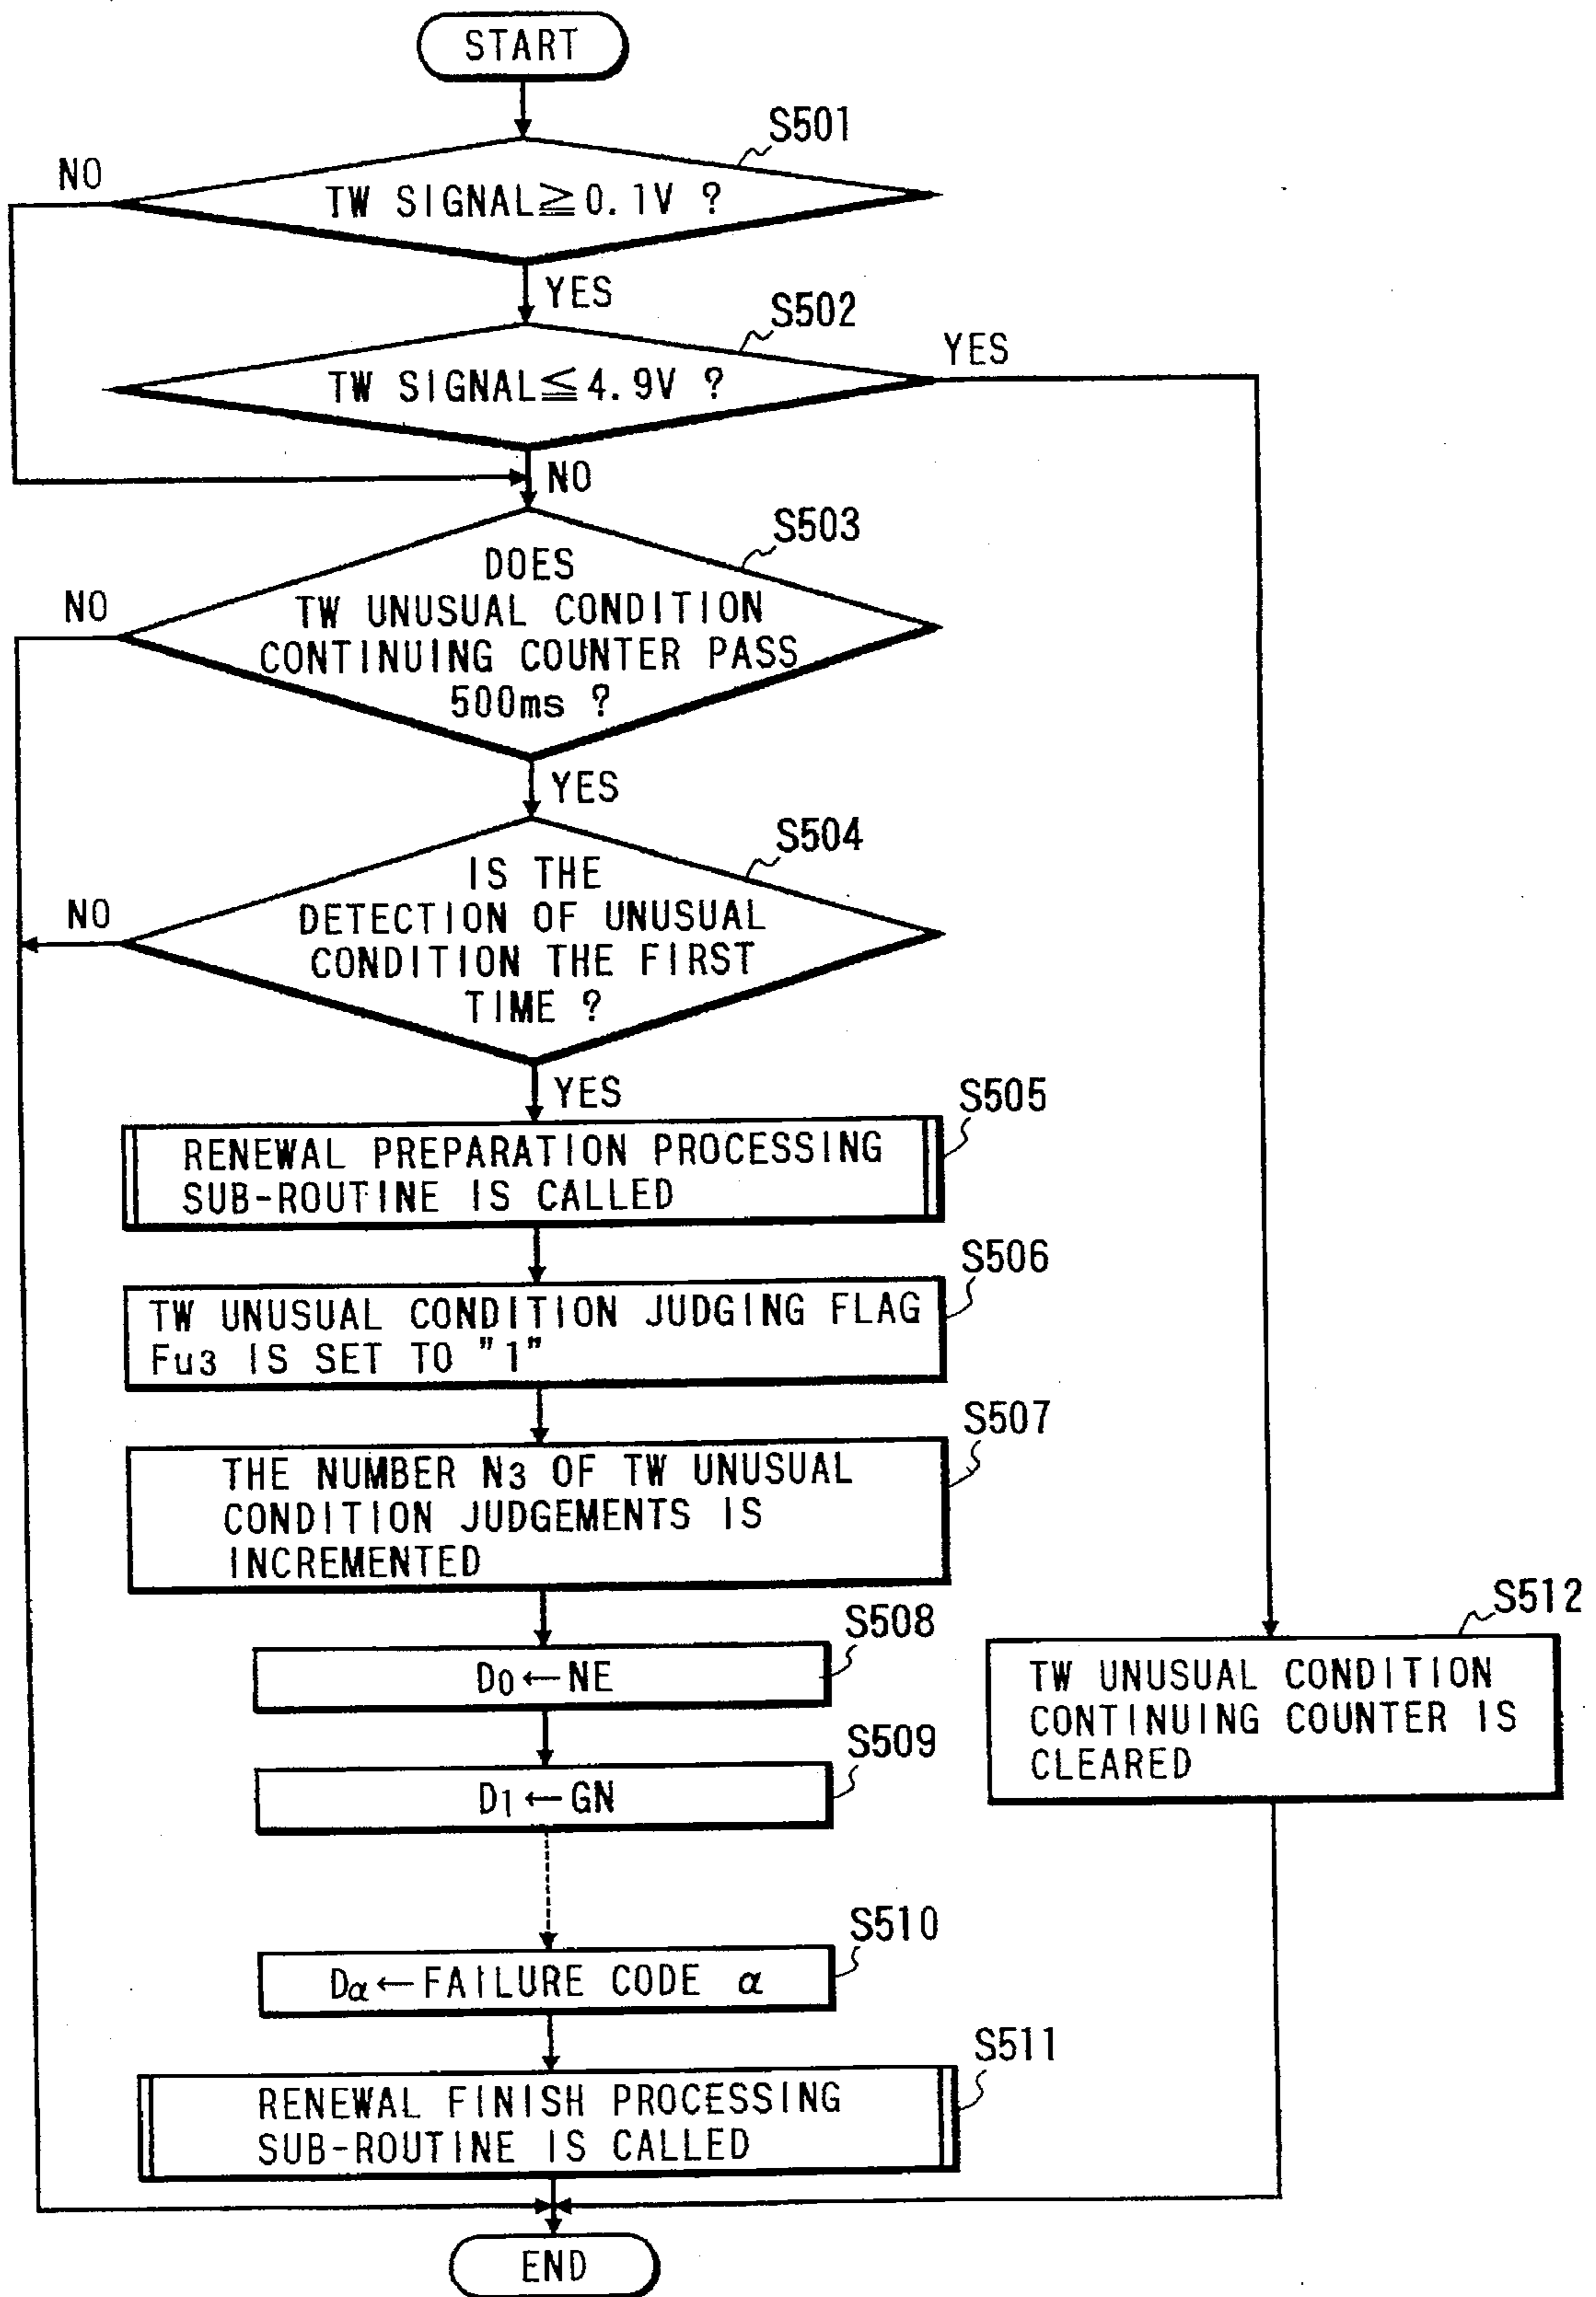 START
S501
NO
TW SIGNAL≧0.1V ?
YES
S502
YES
TW SIGNAL≦4.9V ?
NO
S503
DOES
NO
TW UNUSUAL CONDITION
CONTINUING COUNTER PASS
500ms ?
YES
S504
IS THE
NO
DETECTION OF UNUSUAL
CONDITION THE FIRST
TIME ?
YES
S505
RENEWAL PREPARATION PROCESSING
SUB-ROUTINE IS CALLED
S506
TW UNUSUAL CONDITION JUDGING FLAG
Fu3 IS SET TO "1"
S507
THE NUMBER N3 OF TW UNUSUAL
CONDITION JUDGEMENTS IS
INCREMENTED
S508
D0←NE
S509
D1←GN
S510
Dα←FAILURE CODE α
S511
RENEWAL FINISH PROCESSING
SUB-ROUTINE IS CALLED
S512
TW UNUSUAL CONDITION
CONTINUING COUNTER IS
CLEARED
END